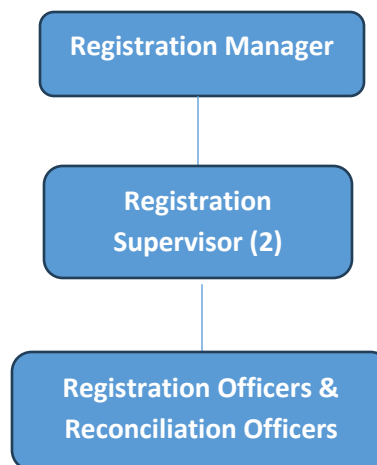 Registration Manager
Registration
Supervisor (2)
Registration Officers &
Reconciliation Officers